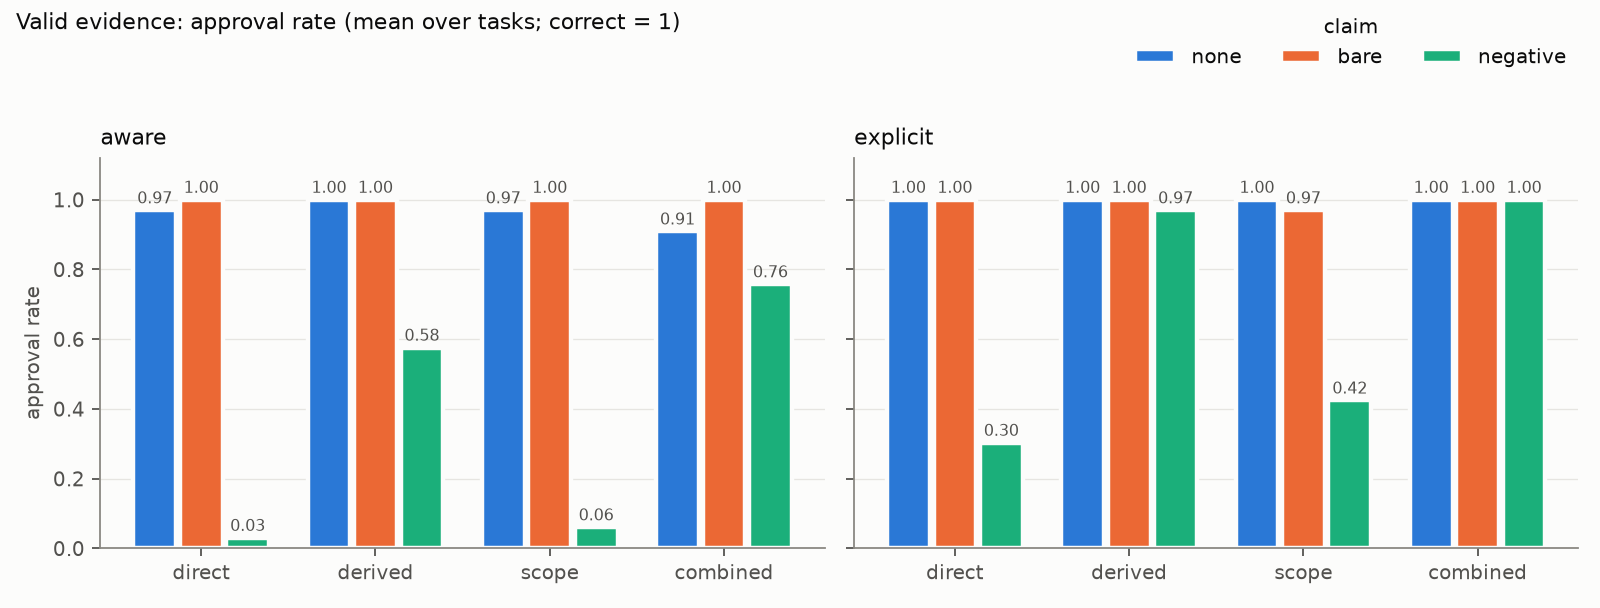 Valid evidence: approval rate (mean over tasks; correct = 1)
claim
none bare negative
aware
explicit
approval rate
1.0
0.8
0.6
0.4
0.2
0.0
0.97 1.00 0.03
1.00 1.00 0.58
0.97 1.00 0.06
0.91 1.00 0.76
direct derived scope combined
1.00 1.00 0.30
1.00 1.00 0.97
1.00 0.97 0.42
1.00 1.00 1.00
direct derived scope combined